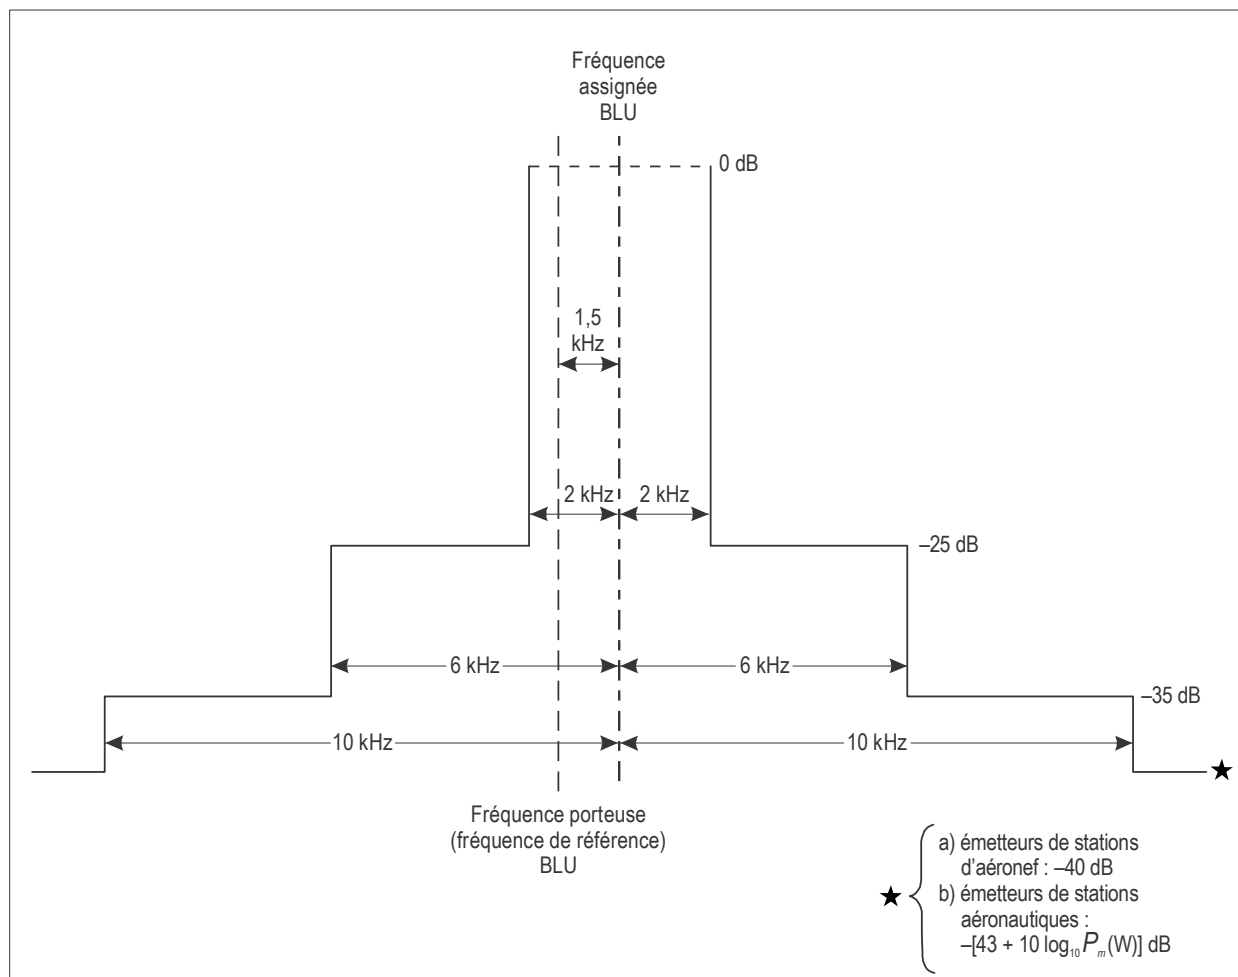 Fréquence
assignée
BLU
0 dB
1,5
kHz
2 kHz
2 kHz
–25 dB
6 kHz
6 kHz
–35 dB
10 kHz
10 kHz
★
Fréquence porteuse
(fréquence de référence)
BLU
★
a) émetteurs de stations
d’aéronef : –40 dB
b) émetteurs de stations
aéronautiques :
–[43 + 10 log₁₀ Pₘ(W)] dB